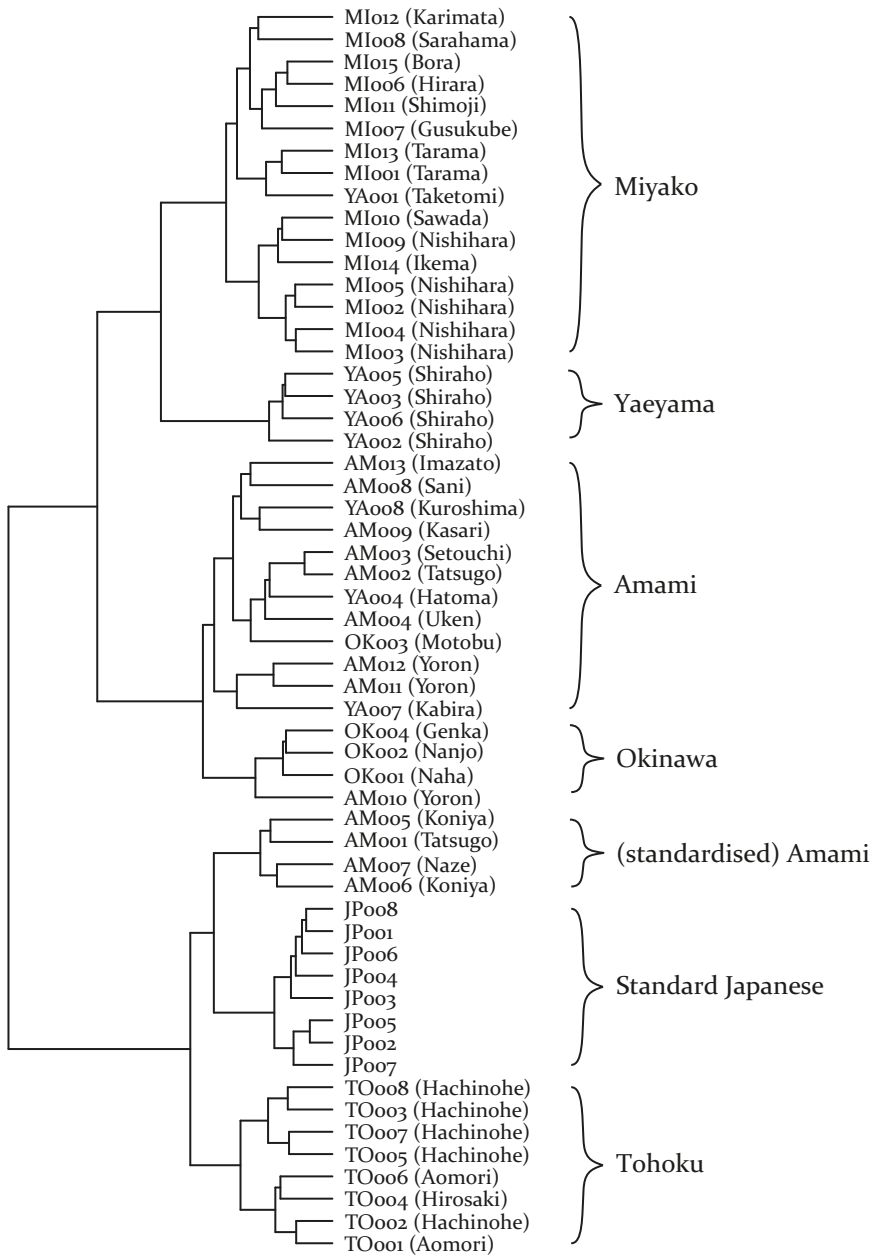 MI012 (Karimata)
MI008 (Sarahama)
MI015 (Bora)
MI006 (Hirara)
MI011 (Shimoji)
MI007 (Gusukube)
MI013 (Tarama)
MI001 (Tarama)
YA001 (Taketomi)
MI010 (Sawada)
MI009 (Nishihara)
MI014 (Ikema)
MI005 (Nishihara)
MI002 (Nishihara)
MI004 (Nishihara)
MI003 (Nishihara)
Miyako
YA005 (Shiraho)
YA003 (Shiraho)
YA006 (Shiraho)
YA002 (Shiraho)
Yaeyama
AM013 (Imazato)
AM008 (Sani)
YA008 (Kuroshima)
AM009 (Kasari)
AM003 (Setouchi)
AM002 (Tatsugo)
YA004 (Hatoma)
AM004 (Uken)
OK003 (Motobu)
AM012 (Yoron)
AM011 (Yoron)
YA007 (Kabira)
Amami
OK004 (Genka)
OK002 (Nanjo)
OK001 (Naha)
AM010 (Yoron)
Okinawa
AM005 (Koniya)
AM001 (Tatsugo)
AM007 (Naze)
AM006 (Koniya)
(standardised) Amami
JP008
JP001
JP006
JP004
JP003
JP005
JP002
JP007
Standard Japanese
TO008 (Hachinohe)
TO003 (Hachinohe)
TO007 (Hachinohe)
TO005 (Hachinohe)
TO006 (Aomori)
TO004 (Hirosaki)
TO002 (Hachinohe)
TO001 (Aomori)
Tohoku